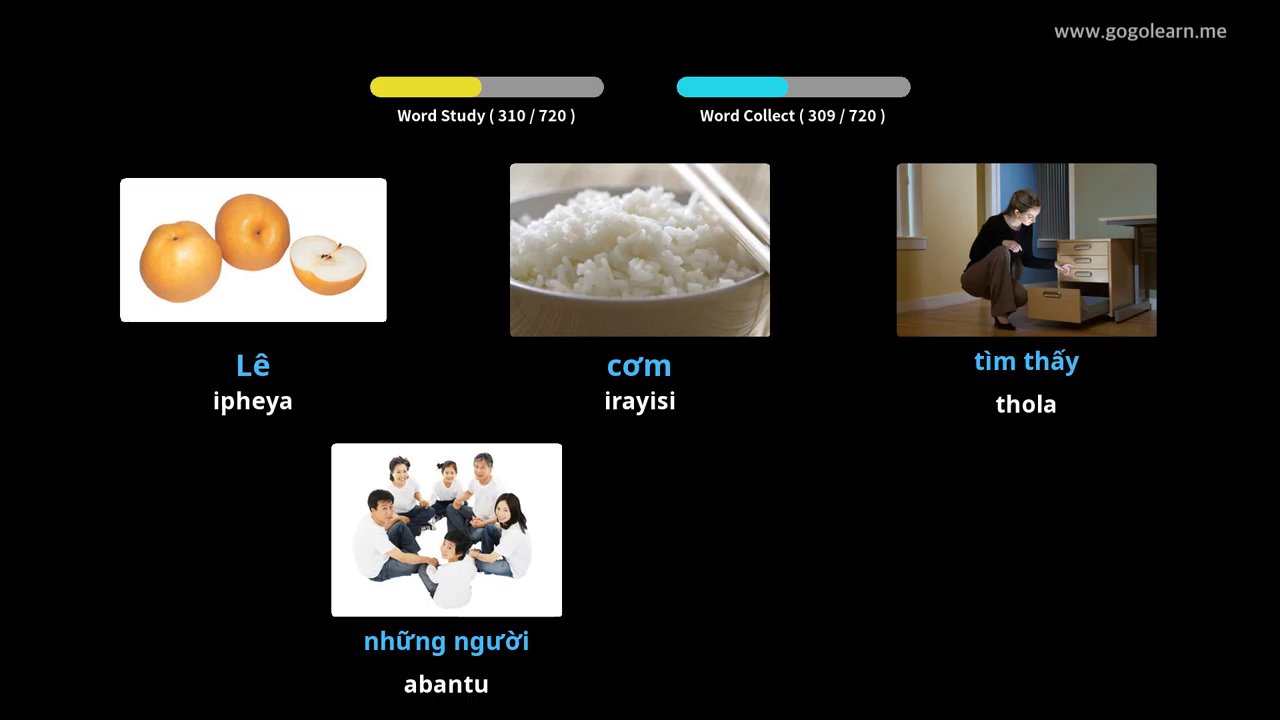 www.gogolearn.me
Word Study ( 310 / 720 )
Word Collect ( 309 / 720 )
Lê
ipheya
cơm
irayisi
tìm thấy
thola
những người
abantu